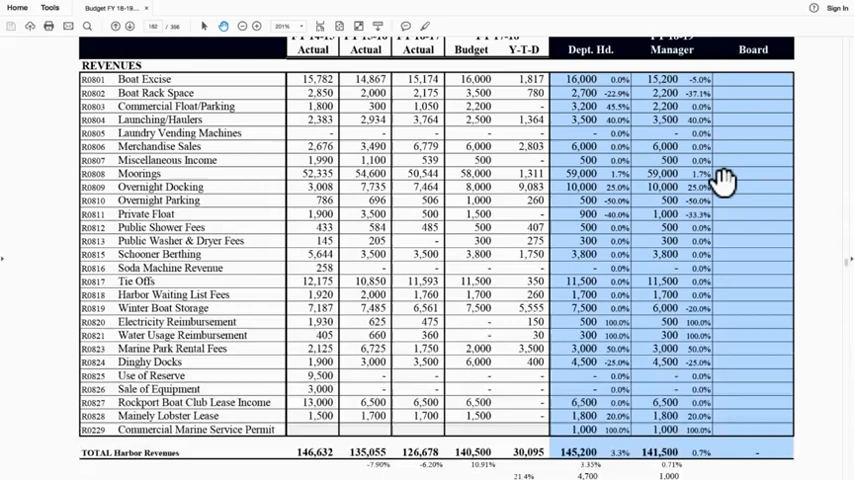 Home Tools Budget FY 18-19... × Sign In
182 / 356 201%
Actual Actual Actual Budget Y-T-D Dept. Hd. Manager Board
REVENUES
R0801 Boat Excise 15,782 14,867 15,174 16,000 1,817 16,000 0.0% 15,200 -5.0%
R0802 Boat Rack Space 2,850 2,000 2,175 3,500 780 2,700 -22.9% 2,200 -37.1%
R0803 Commercial Float/Parking 1,800 300 1,050 2,200 - 3,200 45.5% 2,200 0.0%
R0804 Launching/Haulers 2,383 2,934 3,764 2,500 1,364 3,500 40.0% 3,500 40.0%
R0805 Laundry Vending Machines - - - - - - 0.0% - 0.0%
R0806 Merchandise Sales 2,676 3,490 6,779 6,000 2,803 6,000 0.0% 6,000 0.0%
R0807 Miscellaneous Income 1,990 1,100 539 500 - 500 0.0% 500 0.0%
R0808 Moorings 52,335 54,600 50,544 58,000 1,311 59,000 1.7% 59,000 1.7%
R0809 Overnight Docking 3,008 7,735 7,464 8,000 9,083 10,000 25.0% 10,000 25.0%
R0810 Overnight Parking 786 696 506 1,000 260 500 -50.0% 500 -50.0%
R0811 Private Float 1,900 3,500 500 1,500 - 900 -40.0% 1,000 -33.3%
R0812 Public Shower Fees 433 584 485 500 407 500 0.0% 500 0.0%
R0813 Public Washer & Dryer Fees 145 205 - 300 275 300 0.0% 300 0.0%
R0815 Schooner Berthing 5,644 3,500 3,500 3,800 1,750 3,800 0.0% 3,800 0.0%
R0816 Soda Machine Revenue 258 - - - - - 0.0% - 0.0%
R0817 Tie Offs 12,175 10,850 11,593 11,500 350 11,500 0.0% 11,500 0.0%
R0818 Harbor Waiting List Fees 1,920 2,000 1,760 1,700 260 1,700 0.0% 1,700 0.0%
R0819 Winter Boat Storage 7,187 7,485 6,561 7,500 5,555 7,500 0.0% 6,000 -20.0%
R0820 Electricity Reimbursement 1,930 625 475 - 150 500 100.0% 500 100.0%
R0821 Water Usage Reimbursement 405 660 360 - 30 300 100.0% 300 100.0%
R0823 Marine Park Rental Fees 2,125 6,725 1,750 2,000 3,500 3,000 50.0% 3,000 50.0%
R0824 Dinghy Docks 1,900 3,000 3,500 6,000 400 4,500 -25.0% 4,500 -25.0%
R0825 Use of Reserve 9,500 - - - - - 0.0% - 0.0%
R0826 Sale of Equipment 3,000 - - - - - 0.0% - 0.0%
R0827 Rockport Boat Club Lease Income 13,000 6,500 6,500 6,500 - 6,500 0.0% 6,500 0.0%
R0828 Mainely Lobster Lease 1,500 1,700 1,700 1,500 - 1,800 20.0% 1,800 20.0%
R0229 Commercial Marine Service Permit 1,000 100.0% 1,000 100.0%
TOTAL Harbor Revenues 146,632 135,055 126,678 140,500 30,095 145,200 3.3% 141,500 0.7% -
-7.90% -6.20% 10.91% 3.35% 0.71%
21.4% 4,700 1,000